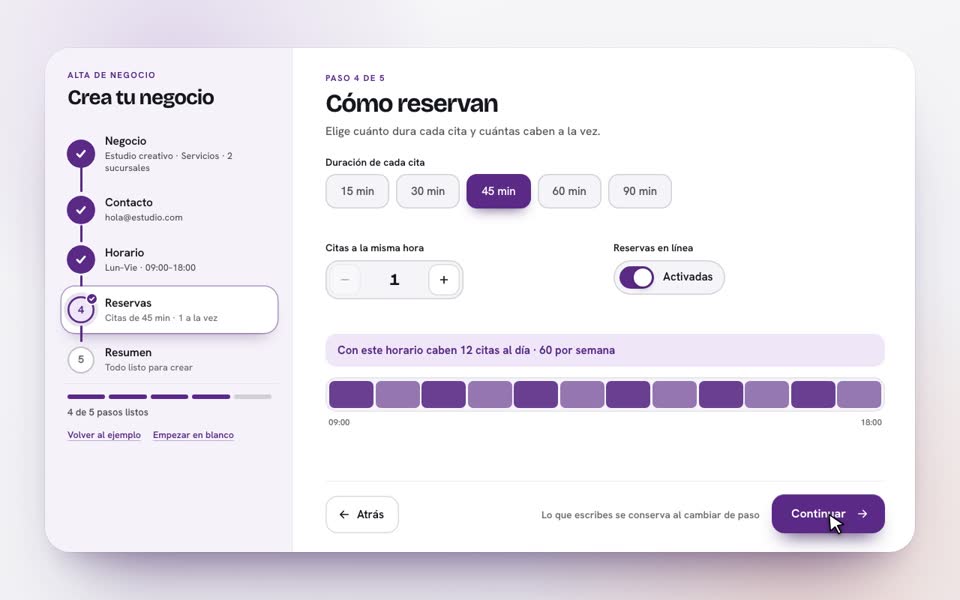 ALTA DE NEGOCIO
Crea tu negocio
Negocio
Estudio creativo · Servicios · 2
sucursales
Contacto
hola@estudio.com
Horario
Lun–Vie · 09:00–18:00
4
Reservas
Citas de 45 min · 1 a la vez
5
Resumen
Todo listo para crear
4 de 5 pasos listos
Volver al ejemplo
Empezar en blanco
PASO 4 DE 5
Cómo reservan
Elige cuánto dura cada cita y cuántas caben a la vez.
Duración de cada cita
15 min
30 min
45 min
60 min
90 min
Citas a la misma hora
− 1 +
Reservas en línea
Activadas
Con este horario caben 12 citas al día · 60 por semana
09:00
18:00
← Atrás
Lo que escribes se conserva al cambiar de paso
Continuar →